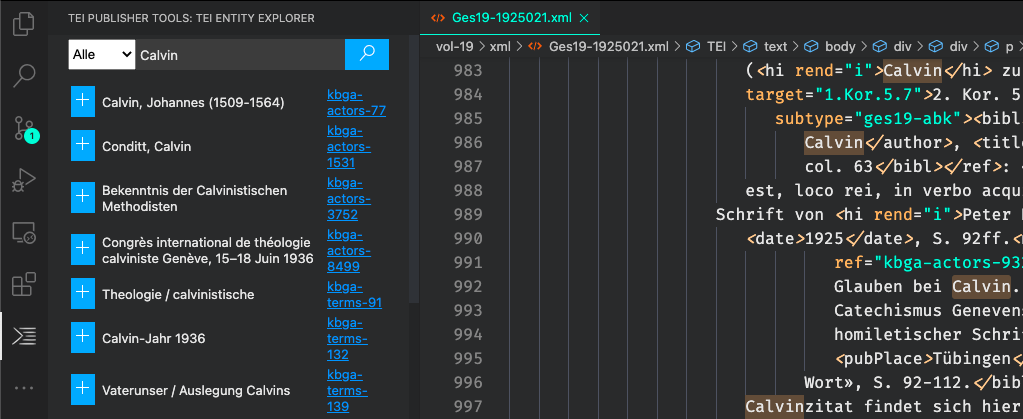 TEI PUBLISHER TOOLS: TEI ENTITY EXPLORER
Alle
Calvin
Calvin, Johannes (1509-1564)
kbga-
actors-77
Conditt, Calvin
kbga-
actors-
1531
Bekenntnis der Calvinistischen
Methodisten
kbga-
actors-
3752
Congrès international de théologie
calviniste Genève, 15–18 Juin 1936
kbga-
actors-
8499
Theologie / calvinistische
kbga-
terms-91
Calvin-Jahr 1936
kbga-
terms-
132
Vaterunser / Auslegung Calvins
kbga-
terms-
139
1
Ges19-1925021.xml
vol-19 > xml > Ges19-1925021.xml > TEI > text > body > div > div > p
983 (<hi rend="i">Calvin</hi> zu
984 target="1.Kor.5.7">2. Kor. 5
985 subtype="ges19-abk"><bibl
986 Calvin</author>, <title
987 col. 63</bibl></ref>:
988 est, loco rei, in verbo acqu
989 Schrift von <hi rend="i">Peter
990 <date>1925</date>, S. 92ff.<
991 ref="kbga-actors-93
992 Glauben bei Calvin.
993 Catechismus Geneven
994 homiletischer Schri
995 <pubPlace>Tübingen<
996 Wort», S. 92-112.</bib
997 Calvinzitat findet sich hier